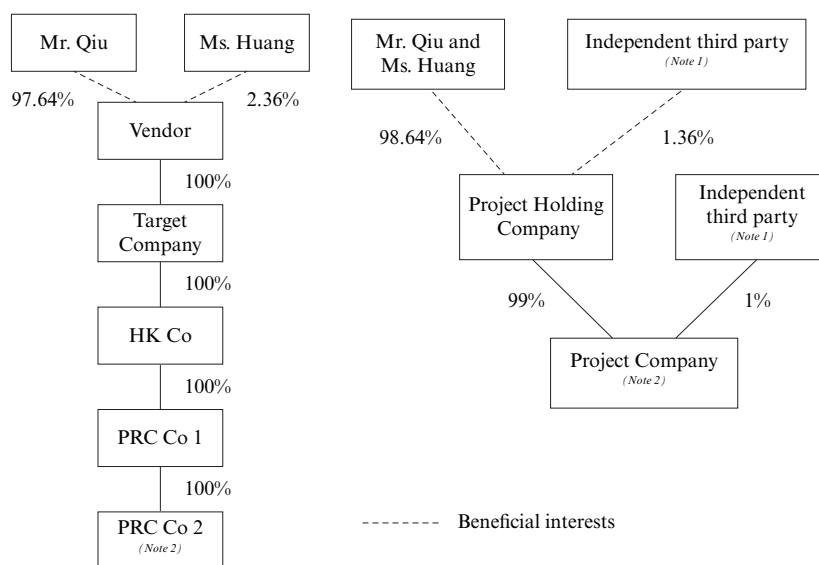 Mr. Qiu
Ms. Huang
97.64%
2.36%
Vendor
100%
Target
Company
100%
HK Co
100%
PRC Co 1
100%
PRC Co 2
(Note 2)
Mr. Qiu and
Ms. Huang
Independent third party
(Note 1)
98.64%
1.36%
Project Holding
Company
Independent
third party
(Note 1)
99%
1%
Project Company
(Note 2)
Beneficial interests